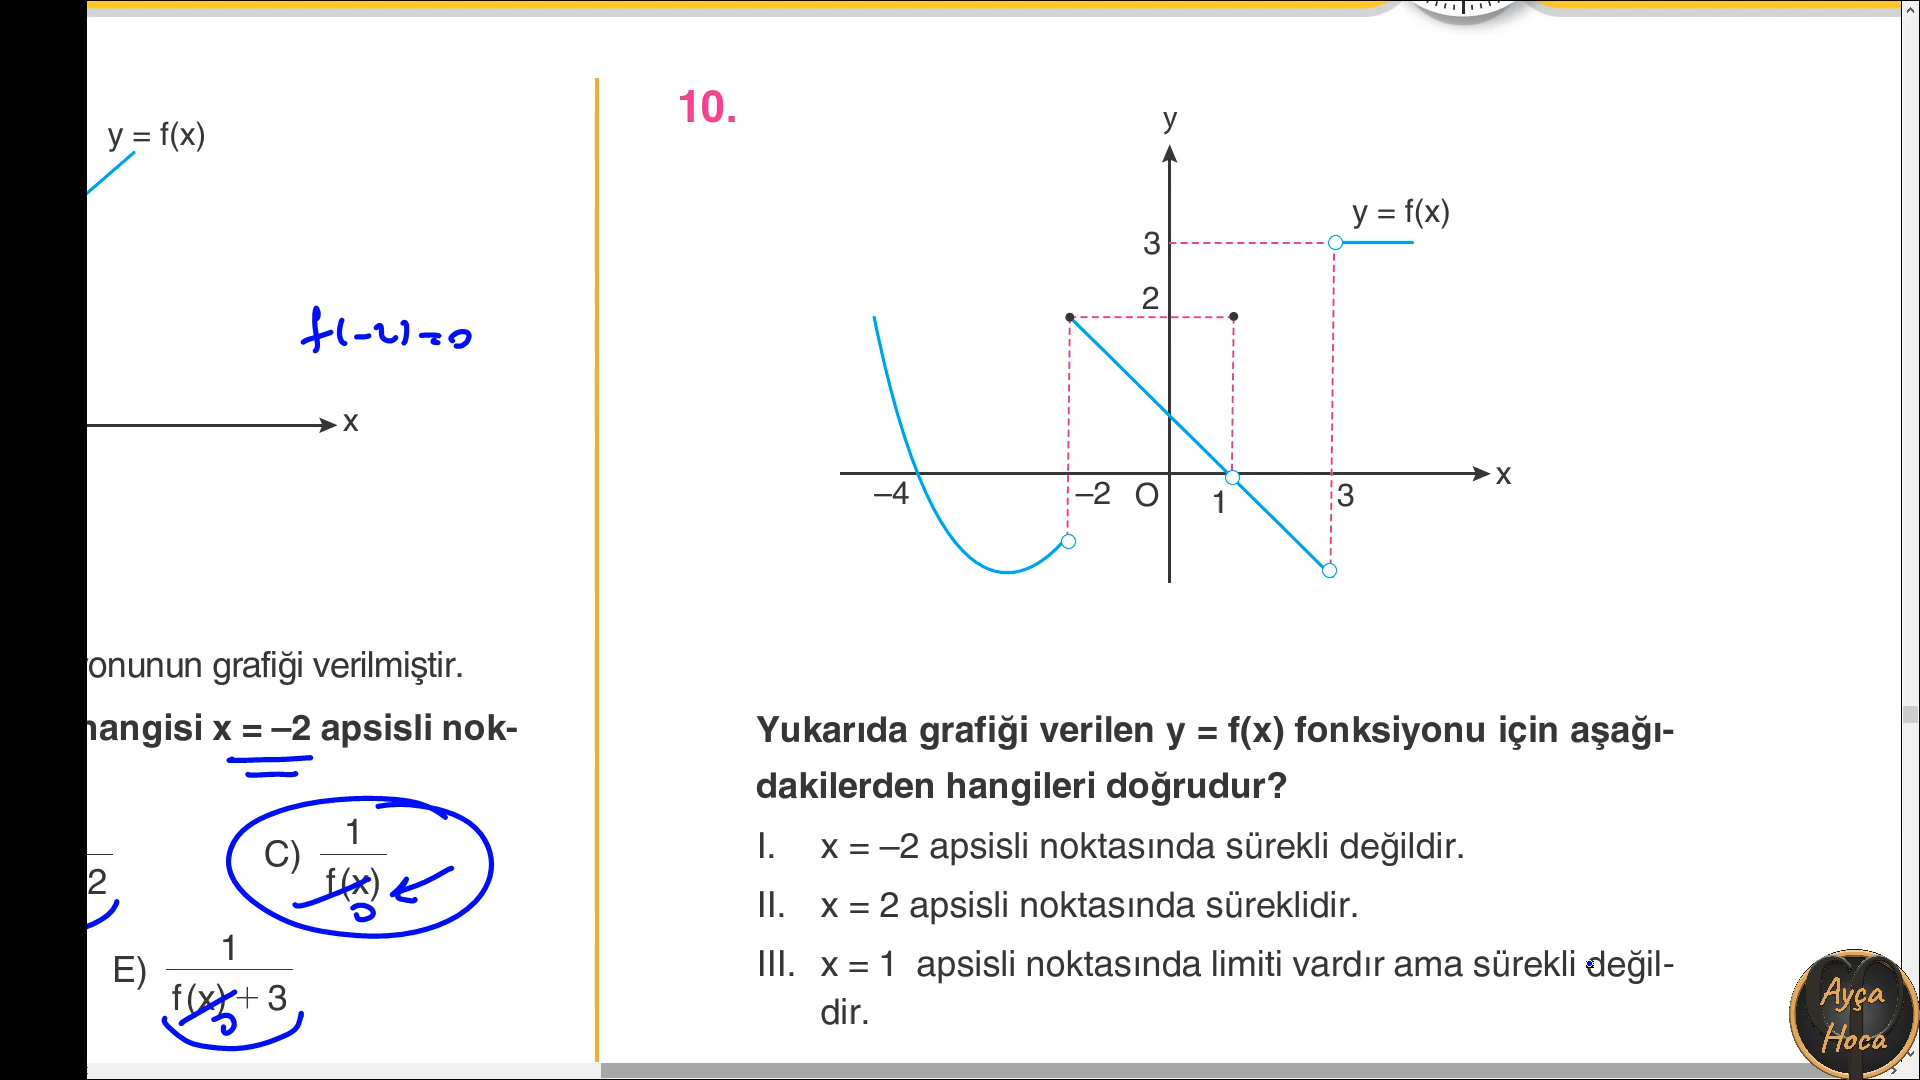 y = f(x)
f(-2)=0
x
onunun grafiği verilmiştir.
hangisi x = –2 apsisli nok-
2
C) 1
f(x)
0
E) 1
f(x) + 3
0
10.
y
y = f(x)
3
2
–4
–2
O
1
3
x
Yukarıda grafiği verilen y = f(x) fonksiyonu için aşağı-
dakilerden hangileri doğrudur?
I. x = –2 apsisli noktasında sürekli değildir.
II. x = 2 apsisli noktasında süreklidir.
III. x = 1 apsisli noktasında limiti vardır ama sürekli değil-
dir.
Ayça
Hoca